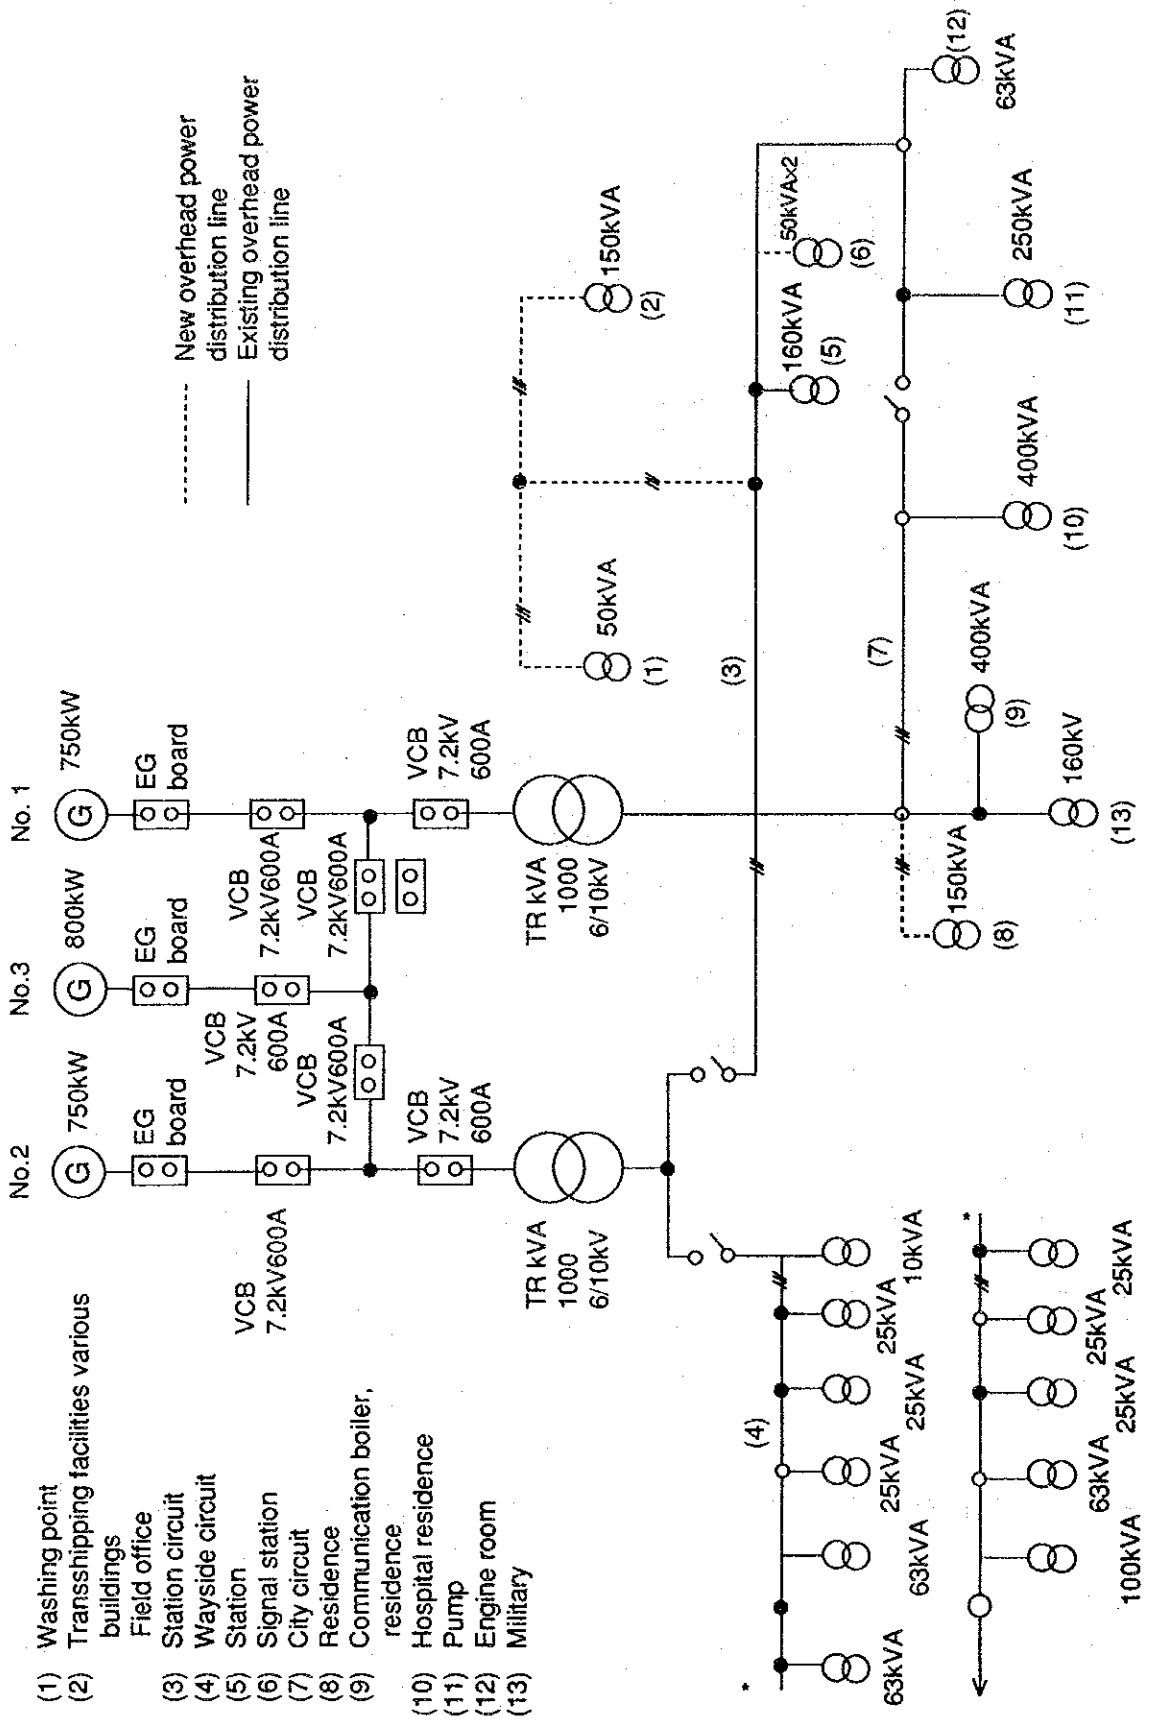 No.2
No.3
No. 1
G
750kW
G
800kW
G
750kW
EG
board
EG
board
EG
board
VCB
7.2kV600A
VCB
7.2kV
600A
VCB
7.2kV600A
VCB
7.2kV600A
VCB
7.2kV600A
VCB
7.2kV
600A
VCB
7.2kV
600A
TR kVA
1000
6/10kV
TR kVA
1000
6/10kV
New overhead power
distribution line
Existing overhead power
distribution line
(1) Washing point
(2) Transshipping facilities various
buildings
Field office
(3) Station circuit
(4) Wayside circuit
(5) Station
(6) Signal station
(7) City circuit
(8) Residence
(9) Communication boiler,
residence
(10) Hospital residence
(11) Pump
(12) Engine room
(13) Military
50kVA
(1)
150kVA
(2)
(3)
160kVA
(5)
50kVAx2
(6)
(7)
150kVA
(8)
400kVA
(9)
160kV
(13)
400kVA
(10)
250kVA
(11)
(12)
63kVA
(4)
*
63kVA
63kVA
25kVA
25kVA
25kVA
10kVA
*
100kVA
63kVA
25kVA
25kVA
25kVA